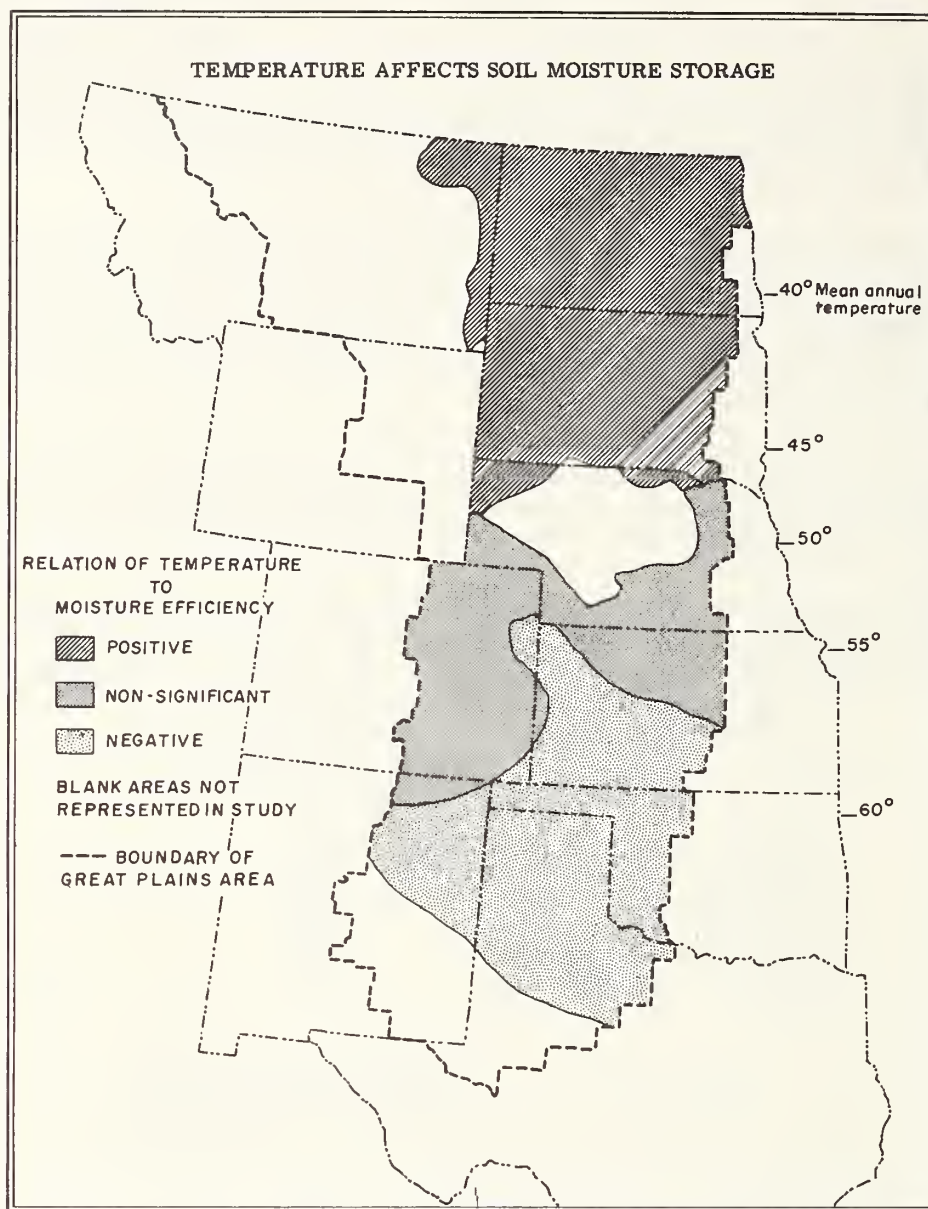 TEMPERATURE AFFECTS SOIL MOISTURE STORAGE
40° Mean annual
temperature
45°
50°
55°
60°
RELATION OF TEMPERATURE
TO
MOISTURE EFFICIENCY
POSITIVE
NON-SIGNIFICANT
NEGATIVE
BLANK AREAS NOT
REPRESENTED IN STUDY
BOUNDARY OF
GREAT PLAINS AREA